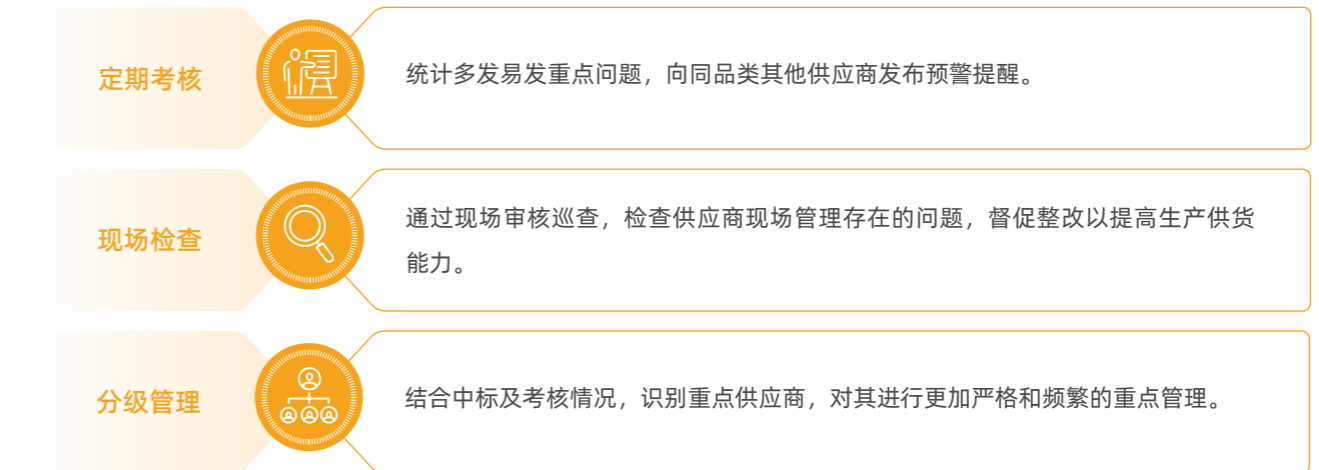 定期考核
统计多发易发重点问题，向同品类其他供应商发布预警提醒。
现场检查
通过现场审核巡查，检查供应商现场管理存在的问题，督促整改以提高生产供货
能力。
分级管理
结合中标及考核情况，识别重点供应商，对其进行更加严格和频繁的重点管理。